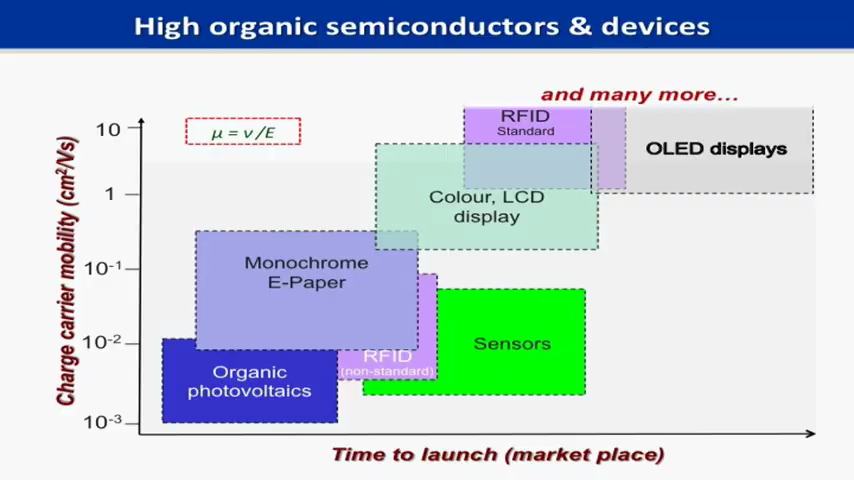 High organic semiconductors & devices
and many more...
10
μ = ν/E
RFID
Standard
OLED displays
1
Colour, LCD
display
Charge carrier mobility (cm²/Vs)
10⁻¹
Monochrome
E-Paper
10⁻²
Sensors
RFID
(non-standard)
Organic
photovoltaics
10⁻³
Time to launch (market place)